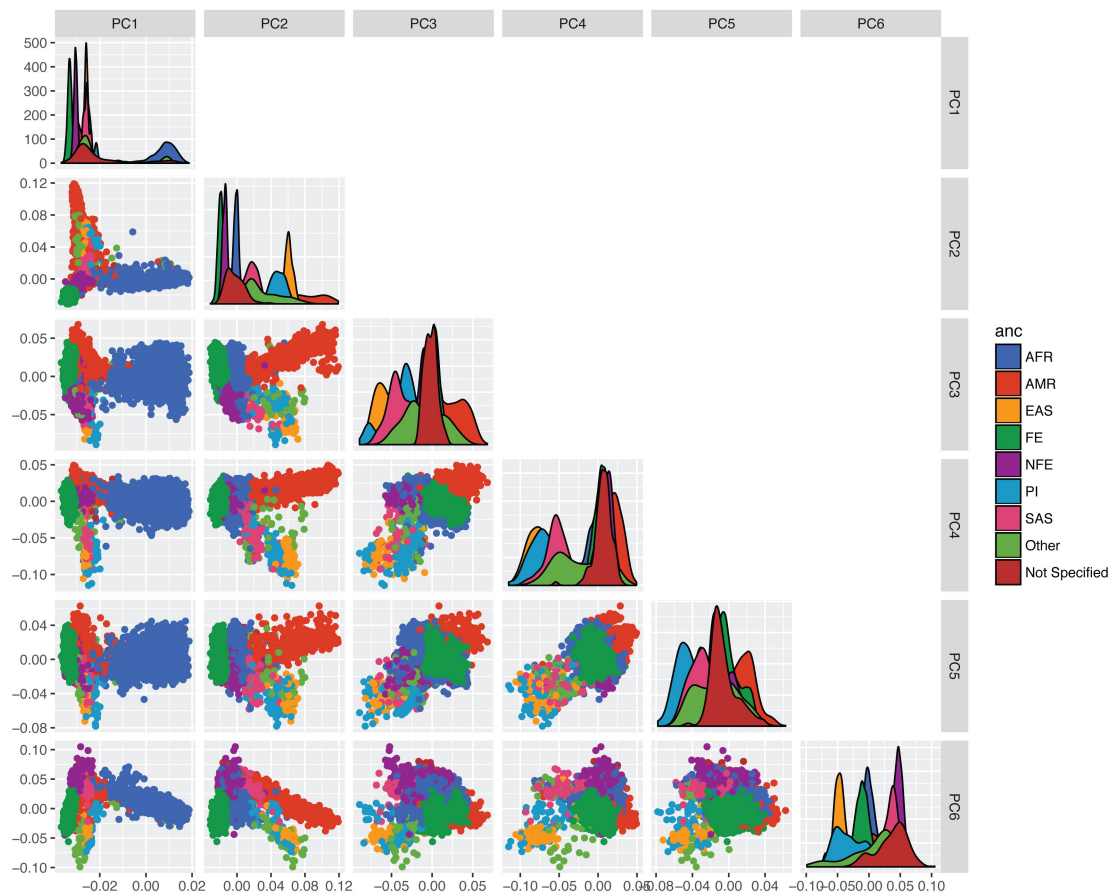 PC1 PC2 PC3 PC4 PC5 PC6
500
400
300
200
100
0
PC1
0.12
0.08
0.04
0.00
PC2
0.05
0.00
−0.05
PC3
0.05
0.00
−0.05
−0.10
PC4
0.04
0.00
−0.04
−0.08
PC5
0.10
0.05
0.00
−0.05
−0.10
PC6
−0.02 0.00 0.02 0.00 0.04 0.08 0.12 −0.05 0.00 0.05 −0.10 −0.05 0.00 0.05 −0.08 −0.04 0.00 0.04 −0.10 −0.05 0.00 0.05 0.10
anc
AFR
AMR
EAS
FE
NFE
PI
SAS
Other
Not Specified